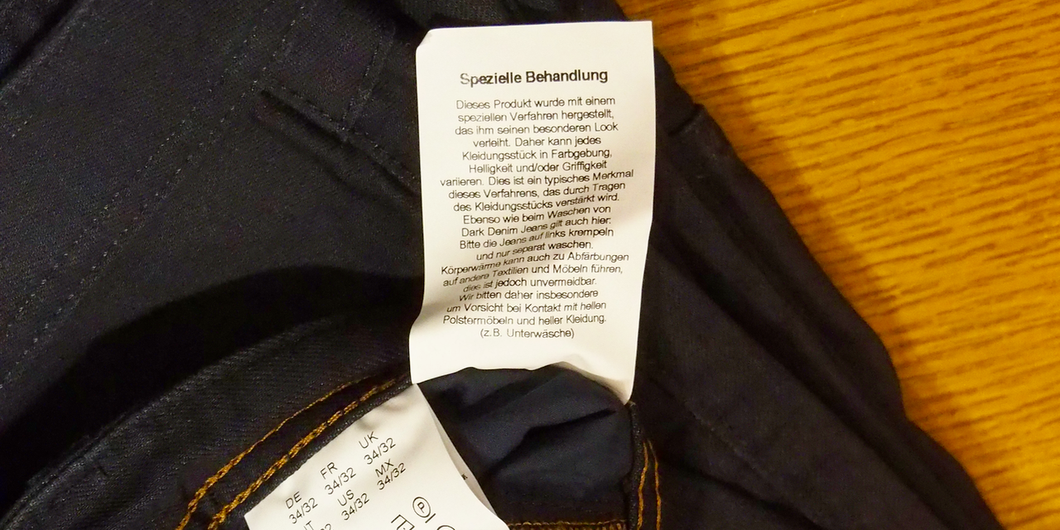 Spezielle Behandlung
Dieses Produkt wurde mit einem
speziellen Verfahren hergestellt,
das ihm seinen besonderen Look
verleiht. Daher kann jedes
Kleidungsstück in Farbgebung,
Helligkeit und/oder Griffigkeit
variieren. Dies ist ein typisches Merkmal
dieses Verfahrens, das durch Tragen
des Kleidungsstücks verstärkt wird.
Ebenso wie beim Waschen von
Dark Denim Jeans gilt auch hier:
Bitte die Jeans auf links krempeln
und nur separat waschen.
Körperwärme kann auch zu Abfärbungen
auf andere Textilien und Möbeln führen,
dies ist jedoch unvermeidbar.
Wir bitten daher insbesondere
um Vorsicht bei Kontakt mit hellen
Polstermöbeln und heller Kleidung.
(z.B. Unterwäsche)
DE FR UK
34/32 34/32 34/32
IT US MX
34/32 34/32